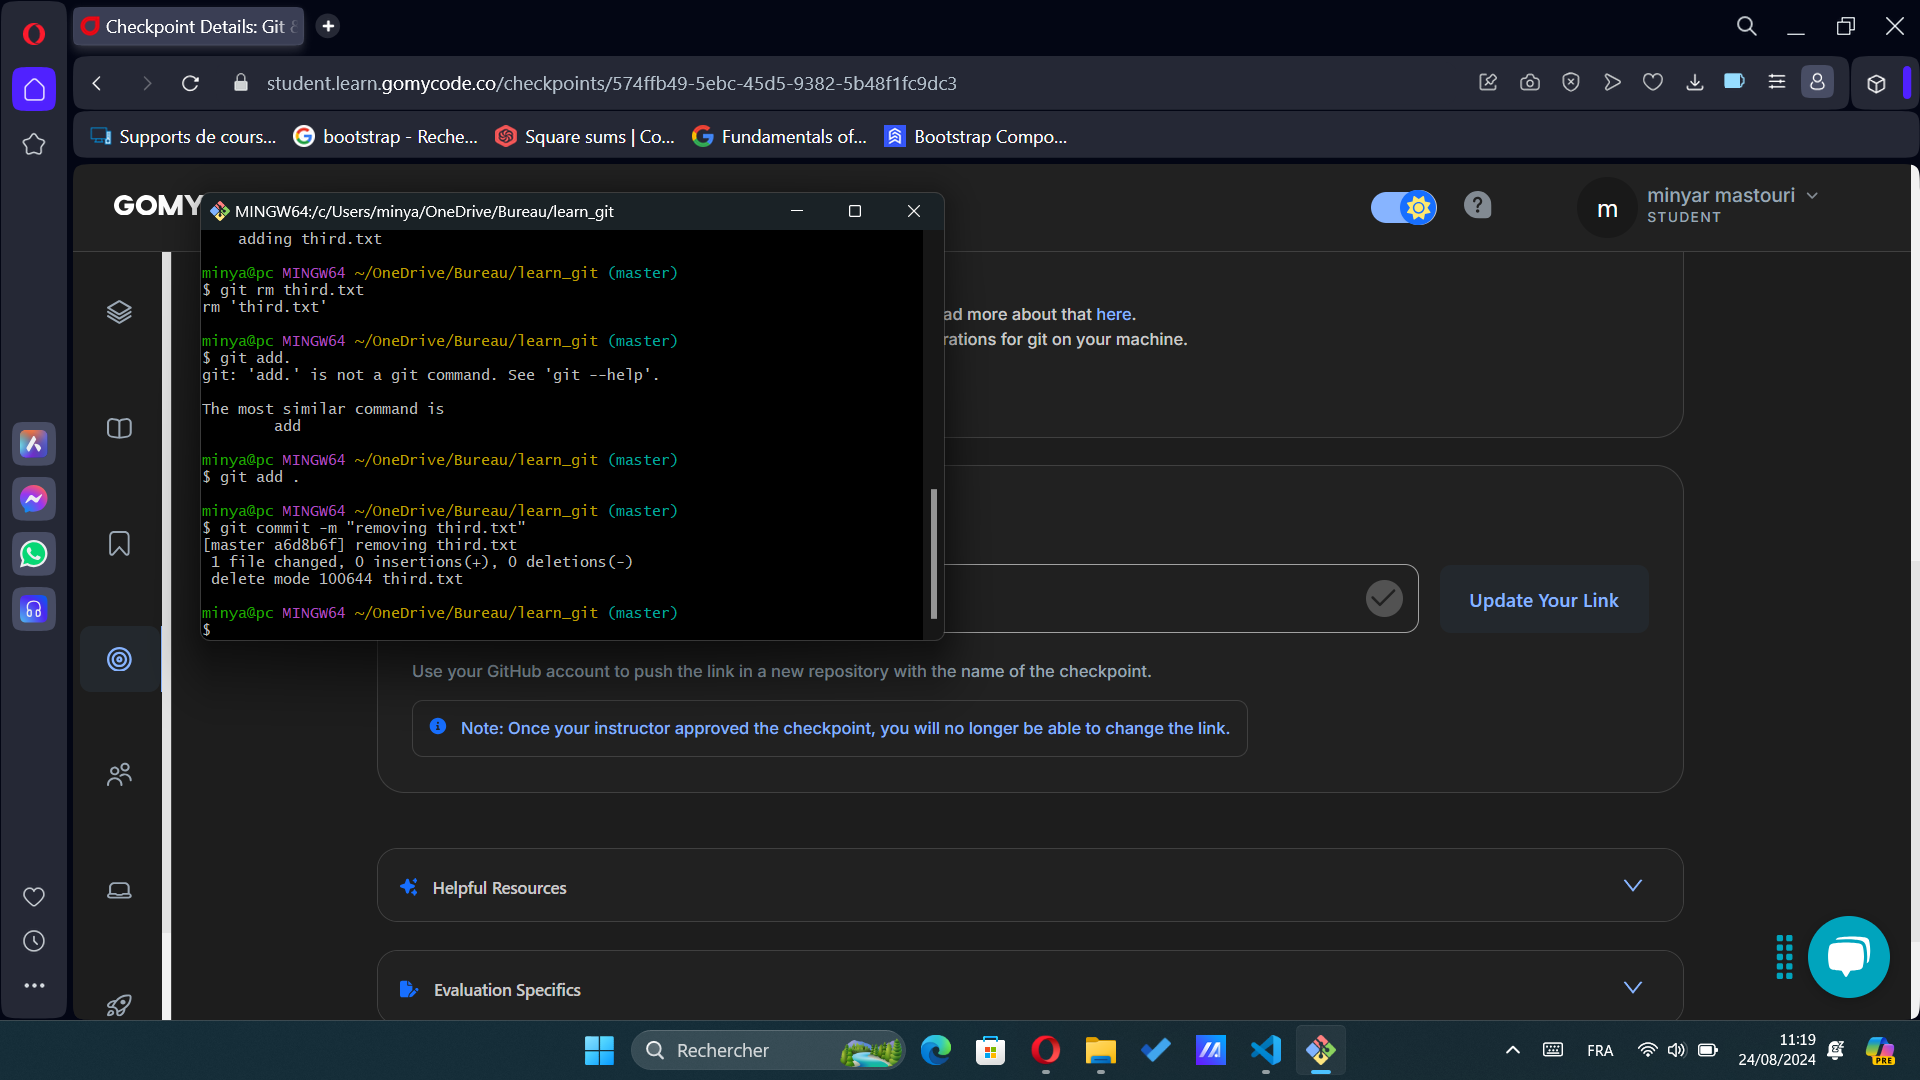 Checkpoint Details: Git &
student.learn.gomycode.co/checkpoints/574ffb49-5ebc-45d5-9382-5b48f1fc9dc3
Supports de cours... bootstrap - Reche... Square sums | Co... Fundamentals of... Bootstrap Compo...
GOMY
minyar mastouri
STUDENT
m
?
MINGW64:/c/Users/minya/OneDrive/Bureau/learn_git
adding third.txt
minya@pc MINGW64 ~/OneDrive/Bureau/learn_git (master)
$ git rm third.txt
rm 'third.txt'
minya@pc MINGW64 ~/OneDrive/Bureau/learn_git (master)
$ git add.
git: 'add.' is not a git command. See 'git --help'.
The most similar command is
add
minya@pc MINGW64 ~/OneDrive/Bureau/learn_git (master)
$ git add .
minya@pc MINGW64 ~/OneDrive/Bureau/learn_git (master)
$ git commit -m "removing third.txt"
[master a6d8b6f] removing third.txt
1 file changed, 0 insertions(+), 0 deletions(-)
delete mode 100644 third.txt
minya@pc MINGW64 ~/OneDrive/Bureau/learn_git (master)
$
ad more about that here.
rations for git on your machine.
Update Your Link
Use your GitHub account to push the link in a new repository with the name of the checkpoint.
Note: Once your instructor approved the checkpoint, you will no longer be able to change the link.
Helpful Resources
Evaluation Specifics
Rechercher
FRA
11:19
24/08/2024
PRE